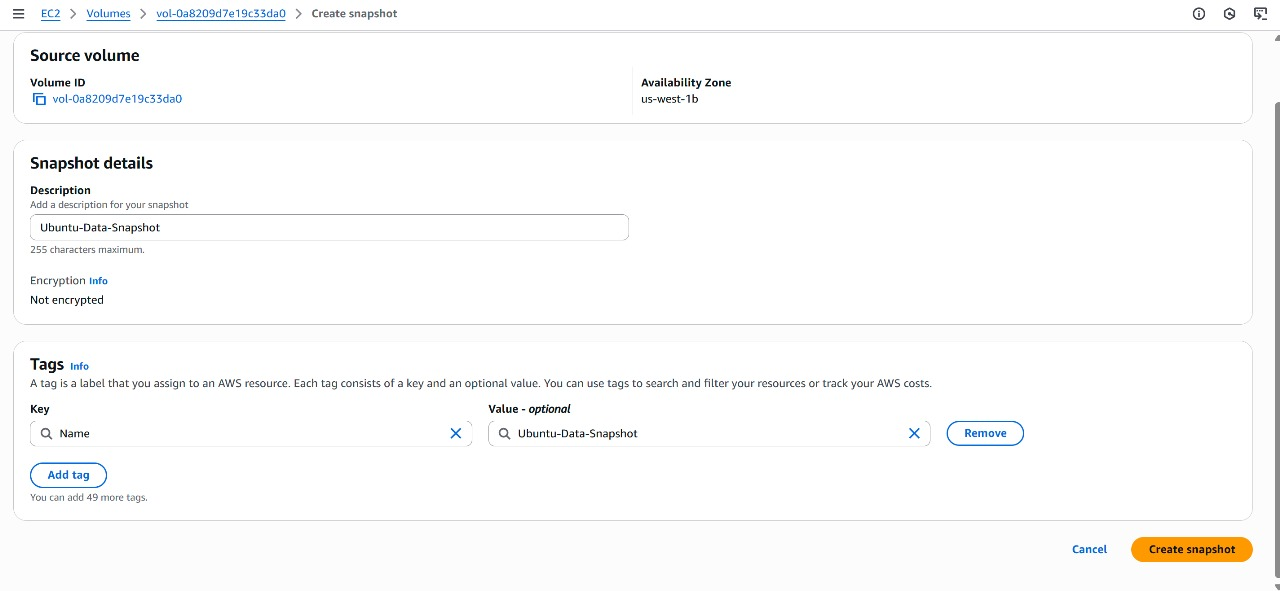 EC2 > Volumes > vol-0a8209d7e19c33da0 > Create snapshot
Source volume
Volume ID
vol-0a8209d7e19c33da0
Availability Zone
us-west-1b
Snapshot details
Description
Add a description for your snapshot
Ubuntu-Data-Snapshot
255 characters maximum.
Encryption Info
Not encrypted
Tags Info
A tag is a label that you assign to an AWS resource. Each tag consists of a key and an optional value. You can use tags to search and filter your resources or track your AWS costs.
Key
Value - optional
Name
Ubuntu-Data-Snapshot
Remove
Add tag
You can add 49 more tags.
Cancel
Create snapshot